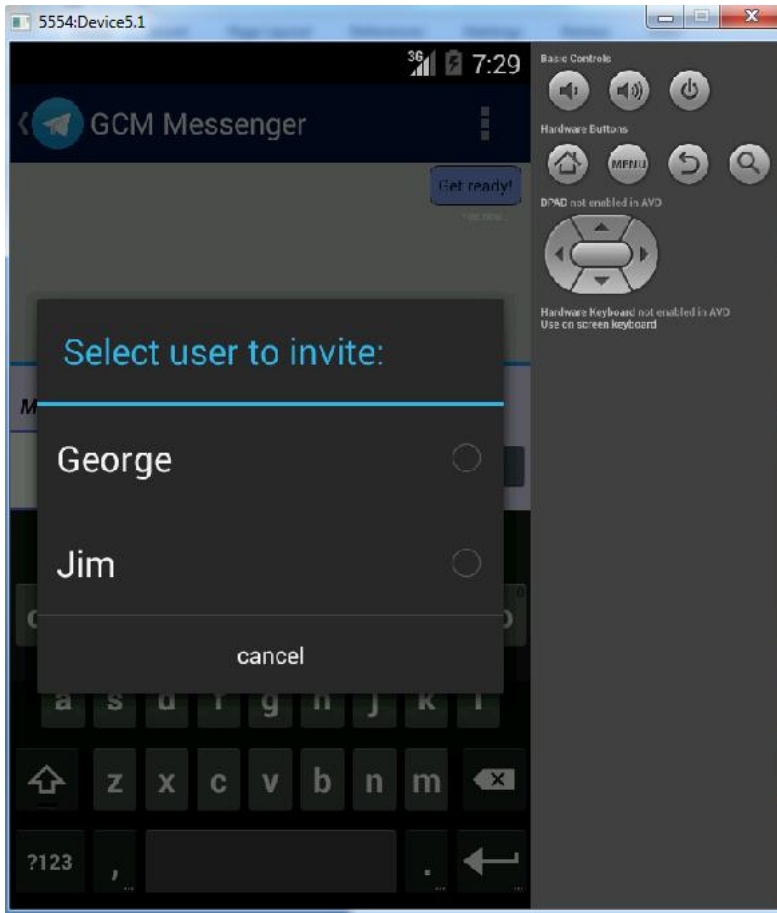 5554:Device5.1
3G 7:29
GCM Messenger
Get ready!
Select user to invite:
M
George
Jim
cancel
a s d f g h j k l
z x c v b n m
?123 , .
Basic Controls
Hardware Buttons
MENU
DPAD not enabled in AVD
Hardware Keyboard not enabled in AVD
Use on screen keyboard